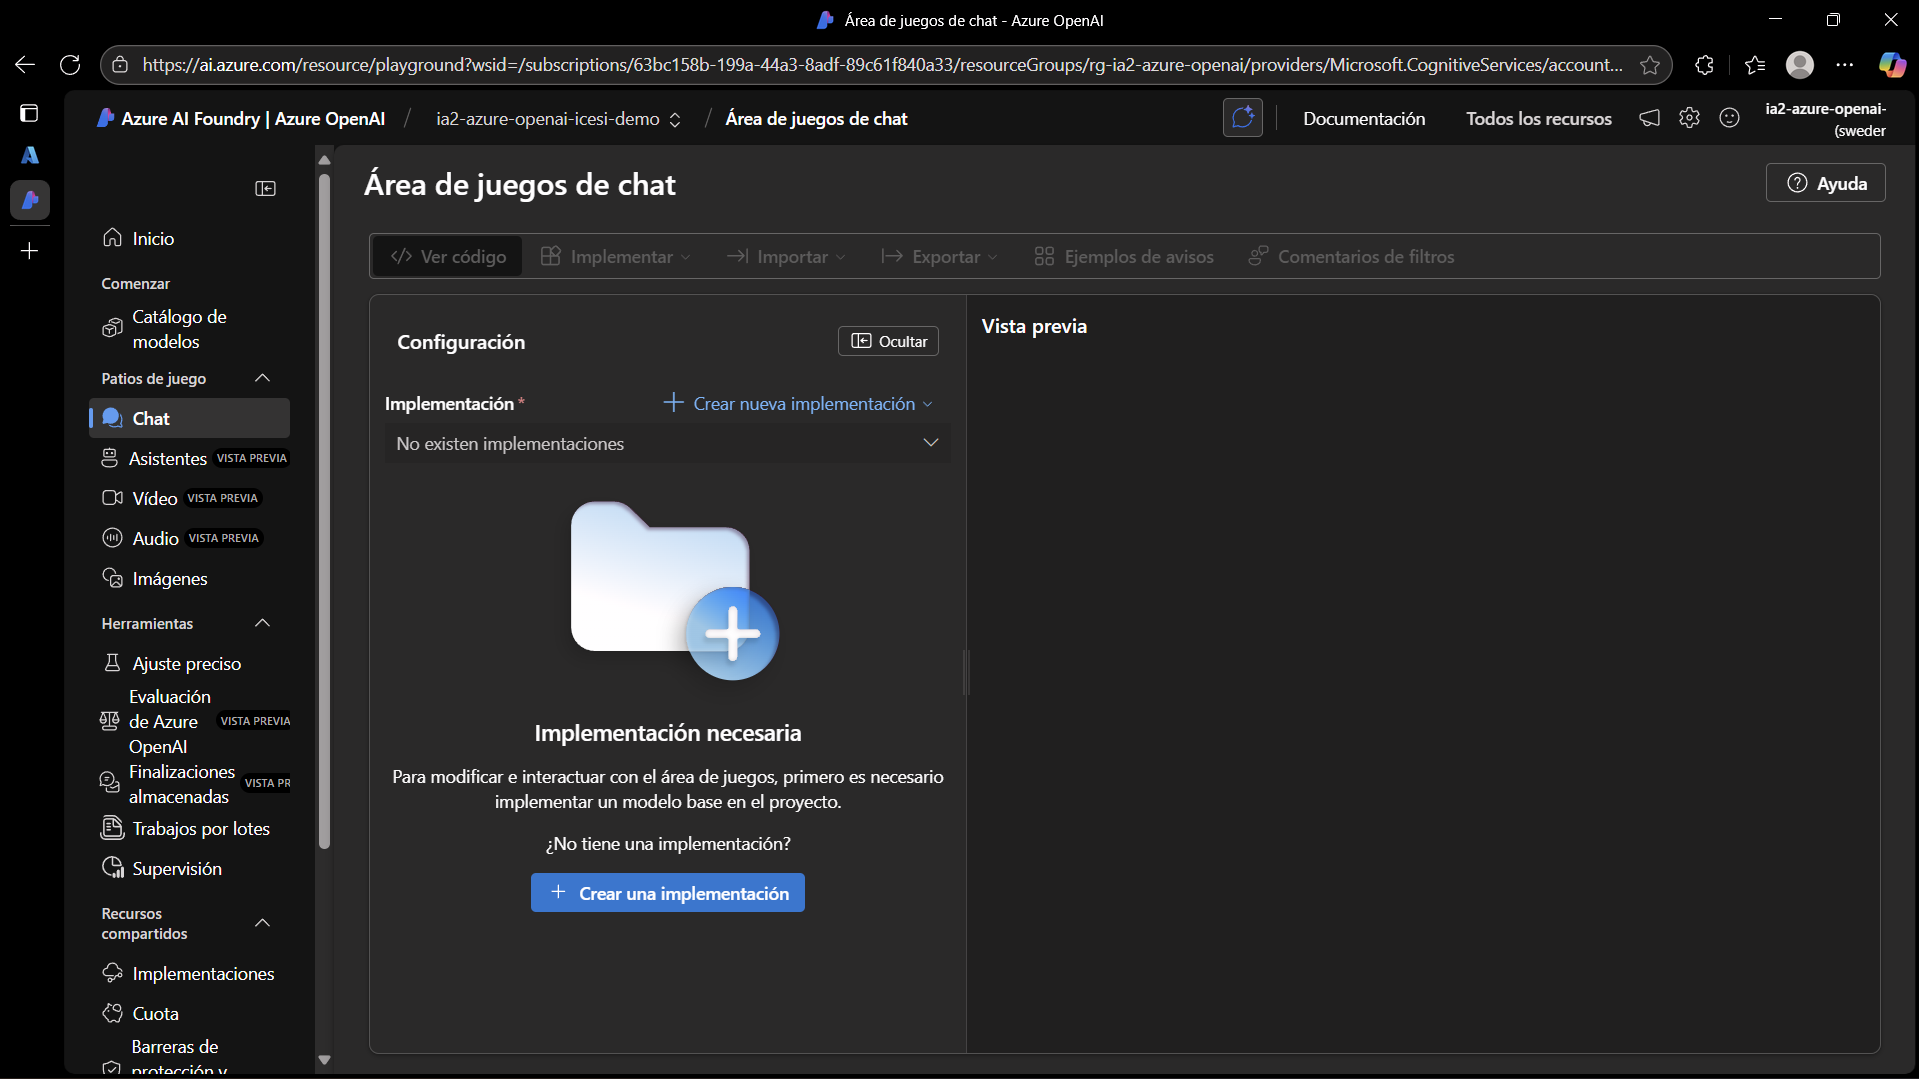 Área de juegos de chat - Azure OpenAI
https://ai.azure.com/resource/playground?wsid=/subscriptions/63bc158b-199a-44a3-8adf-89c61f840a33/resourceGroups/rg-ia2-azure-openai/providers/Microsoft.CognitiveServices/account...
Azure AI Foundry | Azure OpenAI / ia2-azure-openai-icesi-demo / Área de juegos de chat
Documentación
Todos los recursos
ia2-azure-openai-
(sweder
Inicio
Comenzar
Catálogo de
modelos
Patios de juego
Chat
Asistentes VISTA PREVIA
Vídeo VISTA PREVIA
Audio VISTA PREVIA
Imágenes
Herramientas
Ajuste preciso
Evaluación
de Azure VISTA PREVIA
OpenAI
Finalizaciones
almacenadas VISTA PR
Trabajos por lotes
Supervisión
Recursos
compartidos
Implementaciones
Cuota
Barreras de
protección y
Área de juegos de chat
Ayuda
Ver código
Implementar
Importar
Exportar
Ejemplos de avisos
Comentarios de filtros
Configuración
Ocultar
Implementación*
Crear nueva implementación
No existen implementaciones
Implementación necesaria
Para modificar e interactuar con el área de juegos, primero es necesario
implementar un modelo base en el proyecto.
¿No tiene una implementación?
Crear una implementación
Vista previa